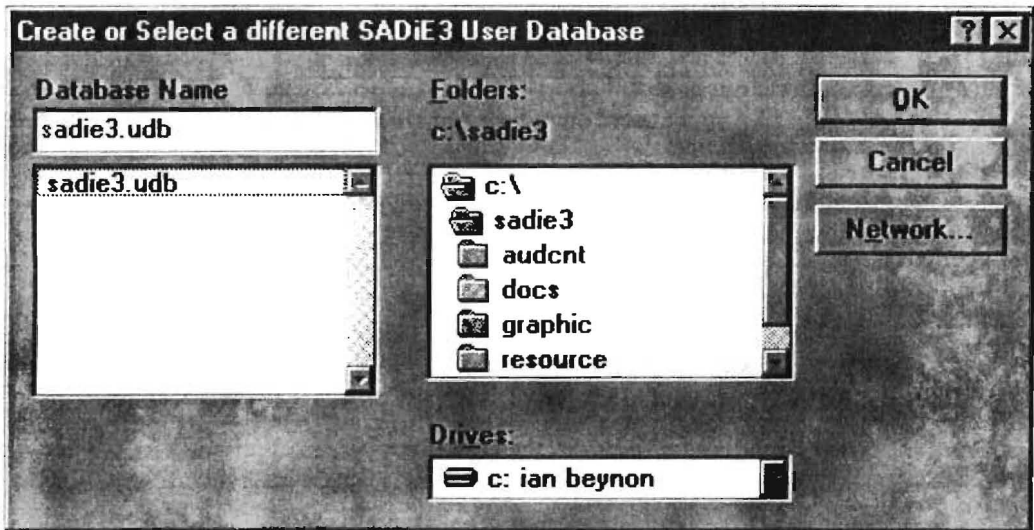 Create or Select a different SADiE3 User Database
Database Name
sadie3.udb
sadie3.udb
Folders:
c:\sadie3
c:\
sadie3
audcnt
docs
graphic
resource
Drives:
c: ian beynon
OK
Cancel
Network...